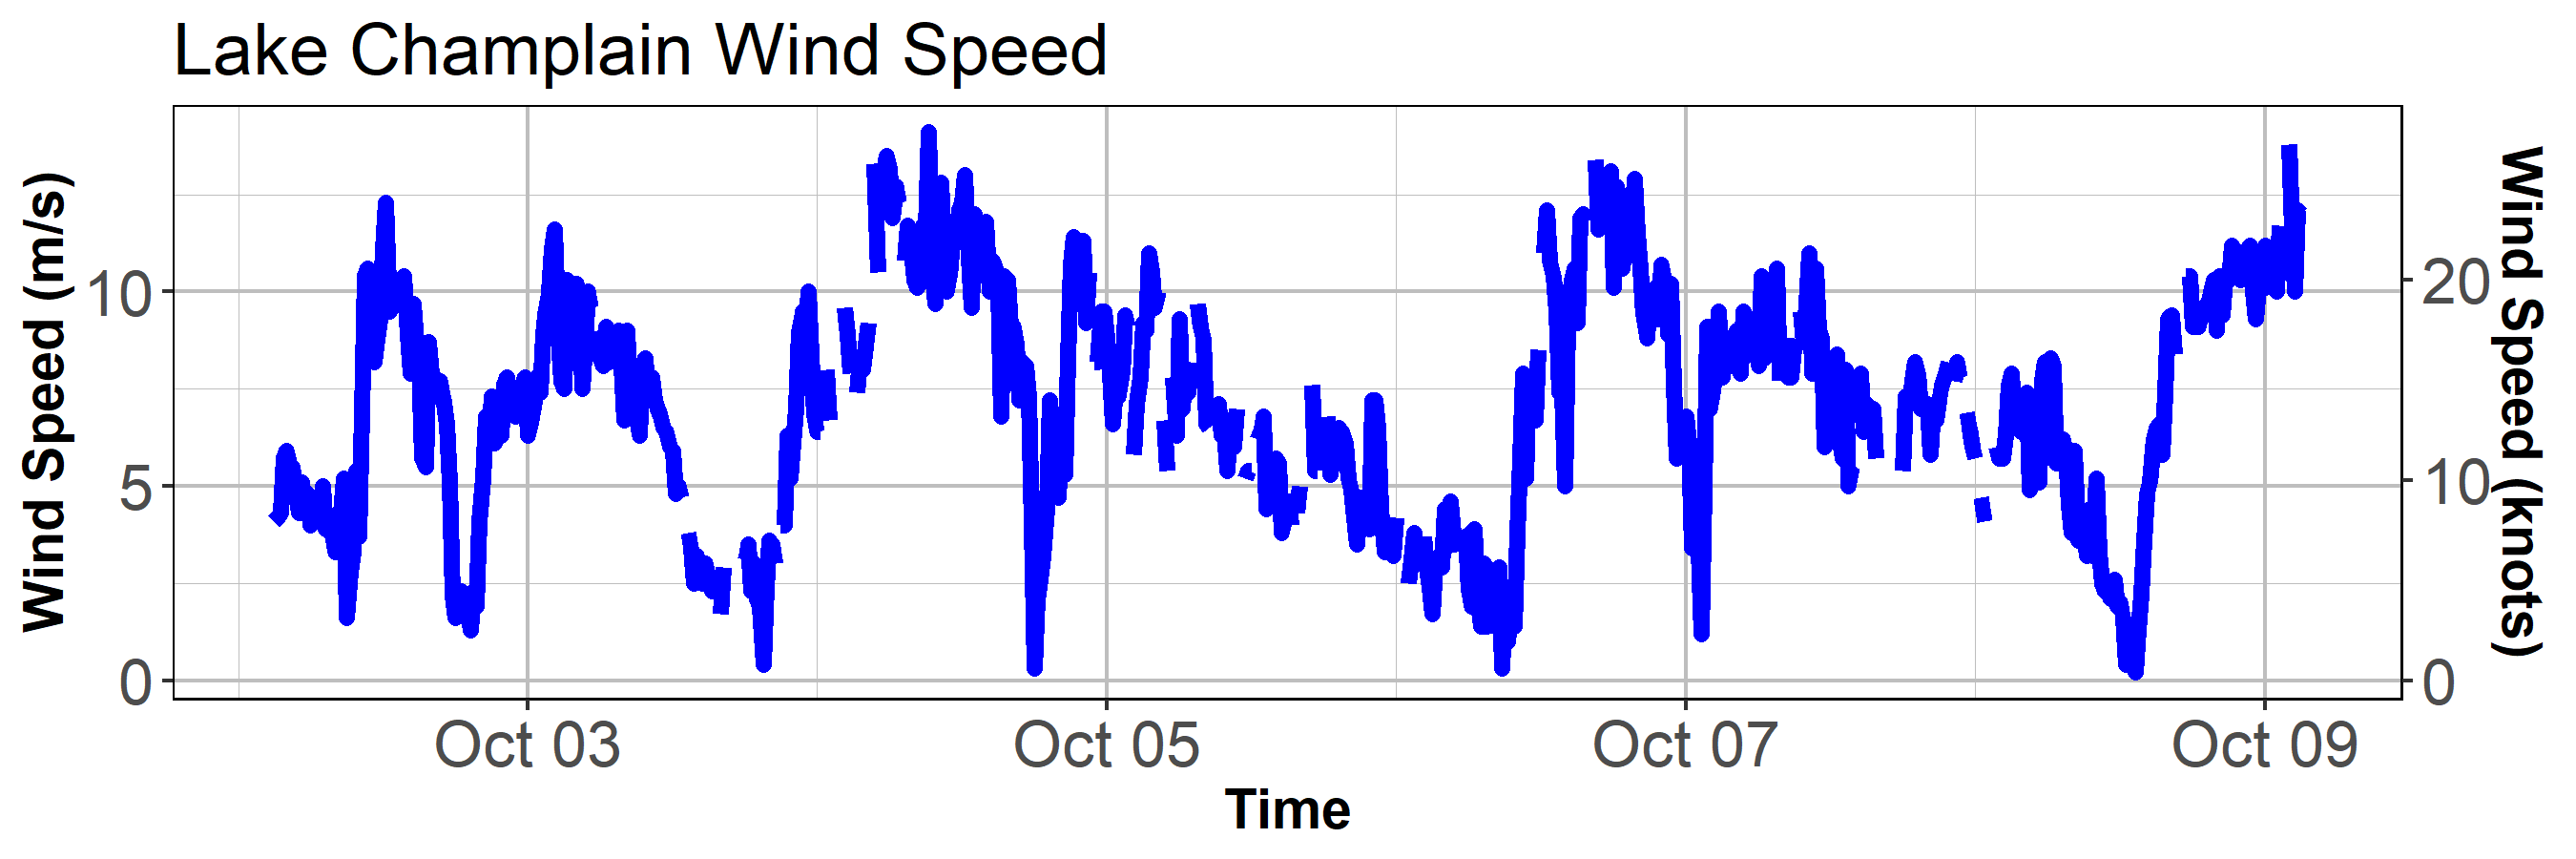 Lake Champlain Wind Speed
Wind Speed (m/s)
10
5
0
20
10
0
Wind Speed (knots)
Oct 03 Oct 05 Oct 07 Oct 09
Time